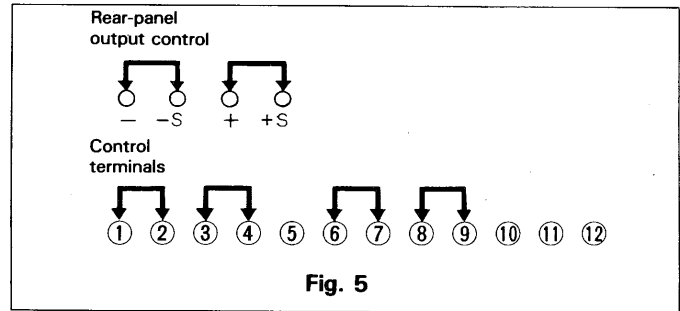 Rear-panel
output control
− −S + +S
Control
terminals
① ② ③ ④ ⑤ ⑥ ⑦ ⑧ ⑨ ⑩ ⑪ ⑫
Fig. 5